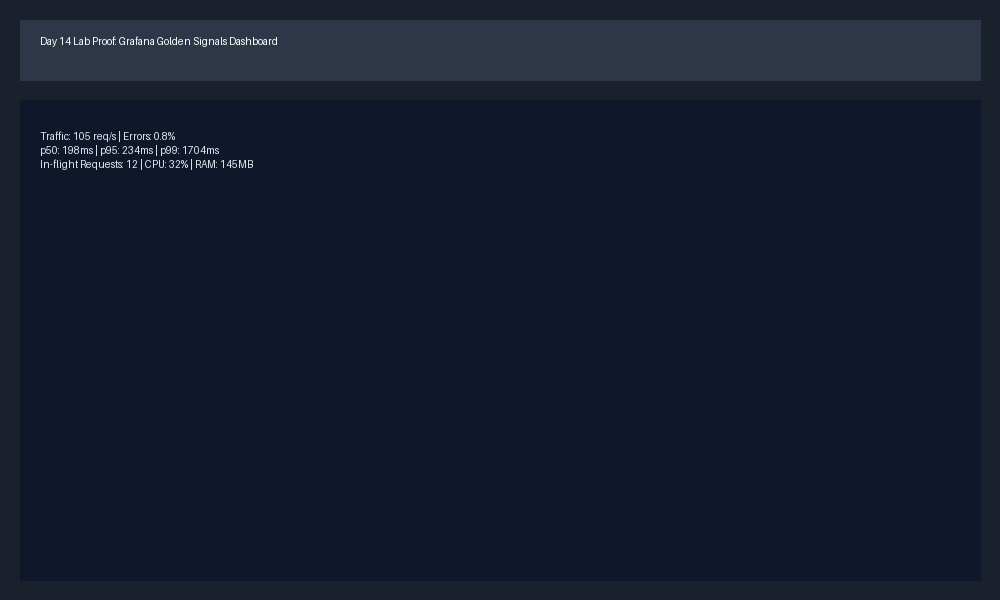 Day 14 Lab Proof: Grafana Golden Signals Dashboard
Traffic: 105 req/s | Errors: 0.8%
p50: 198ms | p95: 234ms | p99: 1704ms
In-flight Requests: 12 | CPU: 32% | RAM: 145MB